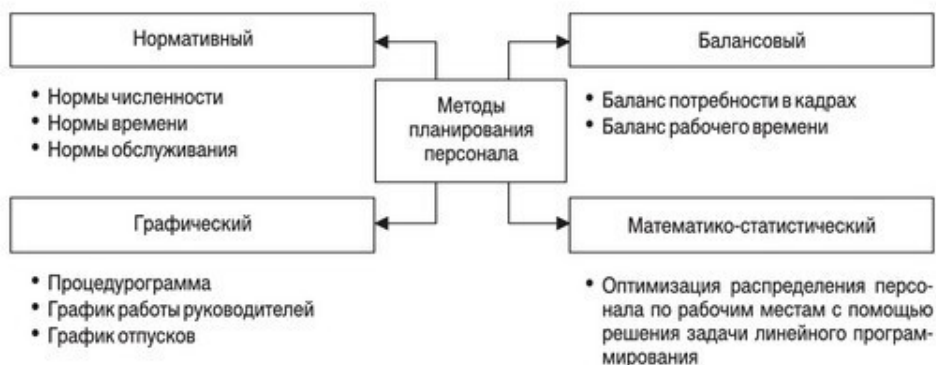 Нормативный
• Нормы численности
• Нормы времени
• Нормы обслуживания
Методы
планирования
персонала
Балансовый
• Баланс потребности в кадрах
• Баланс рабочего времени
Графический
• Процедурограмма
• График работы руководителей
• График отпусков
Математико-статистический
• Оптимизация распределения персо-
нала по рабочим местам с помощью
решения задачи линейного програм-
мирования